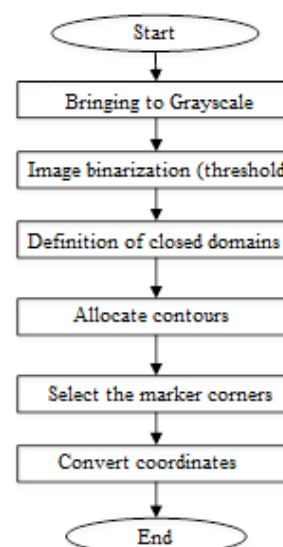 Start
Bringing to Grayscale
Image binarization (threshold
Definition of closed domains
Allocate contours
Select the marker corners
Convert coordinates
End